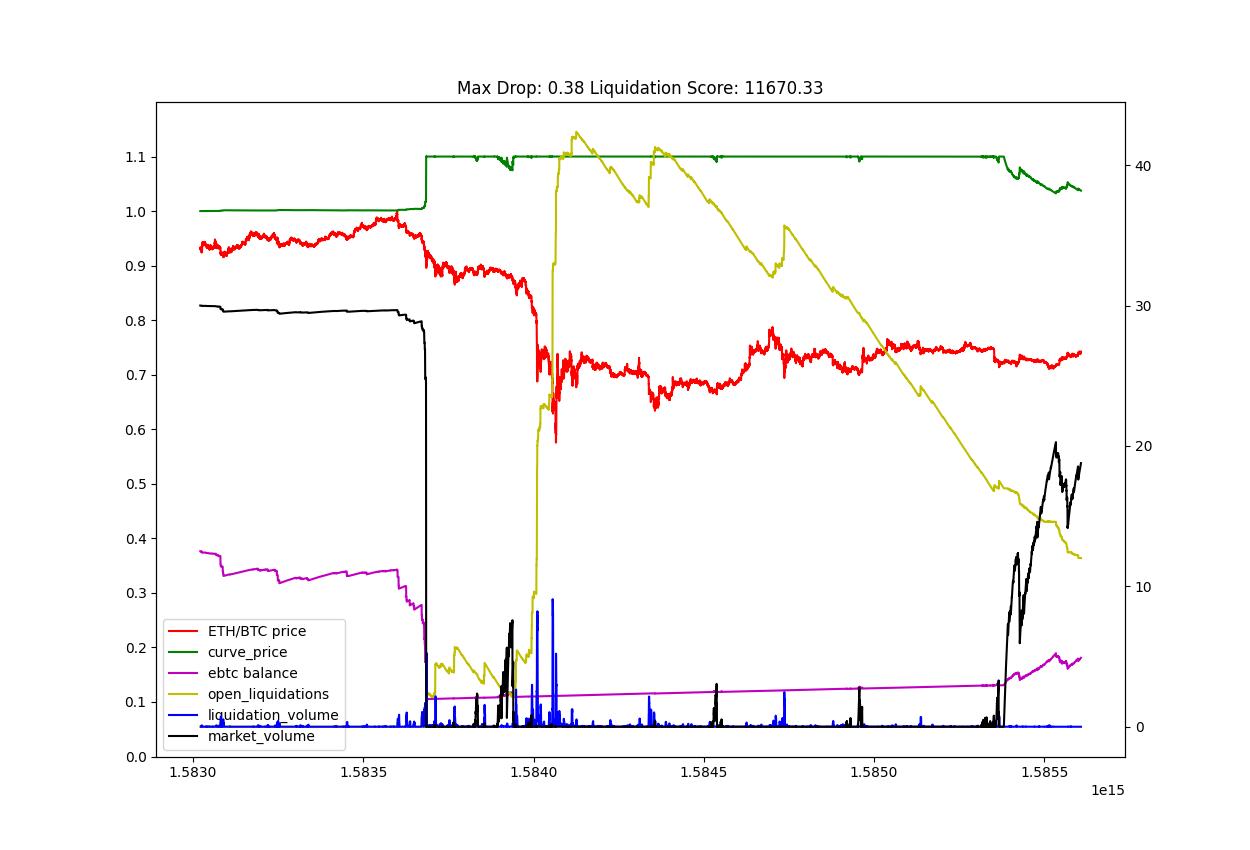 Max Drop: 0.38 Liquidation Score: 11670.33
1.1
1.0
0.9
0.8
0.7
0.6
0.5
0.4
0.3
0.2
0.1
0.0
40
30
20
10
0
ETH/BTC price
curve_price
ebtc balance
open_liquidations
liquidation_volume
market_volume
1.5830 1.5835 1.5840 1.5845 1.5850 1.5855
1e15